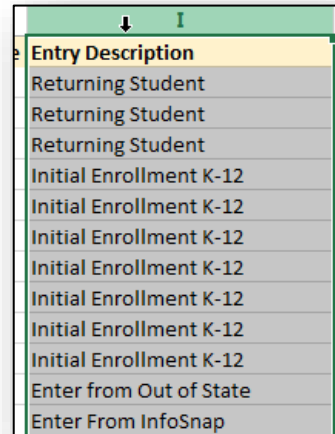 I
e Entry Description
Returning Student
Returning Student
Returning Student
Initial Enrollment K-12
Initial Enrollment K-12
Initial Enrollment K-12
Initial Enrollment K-12
Initial Enrollment K-12
Initial Enrollment K-12
Initial Enrollment K-12
Enter from Out of State
Enter From InfoSnap